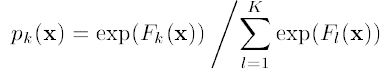 p_k(𝐱) = exp(F_k(𝐱)) / ∑_{l=1}^{K} exp(F_l(𝐱))